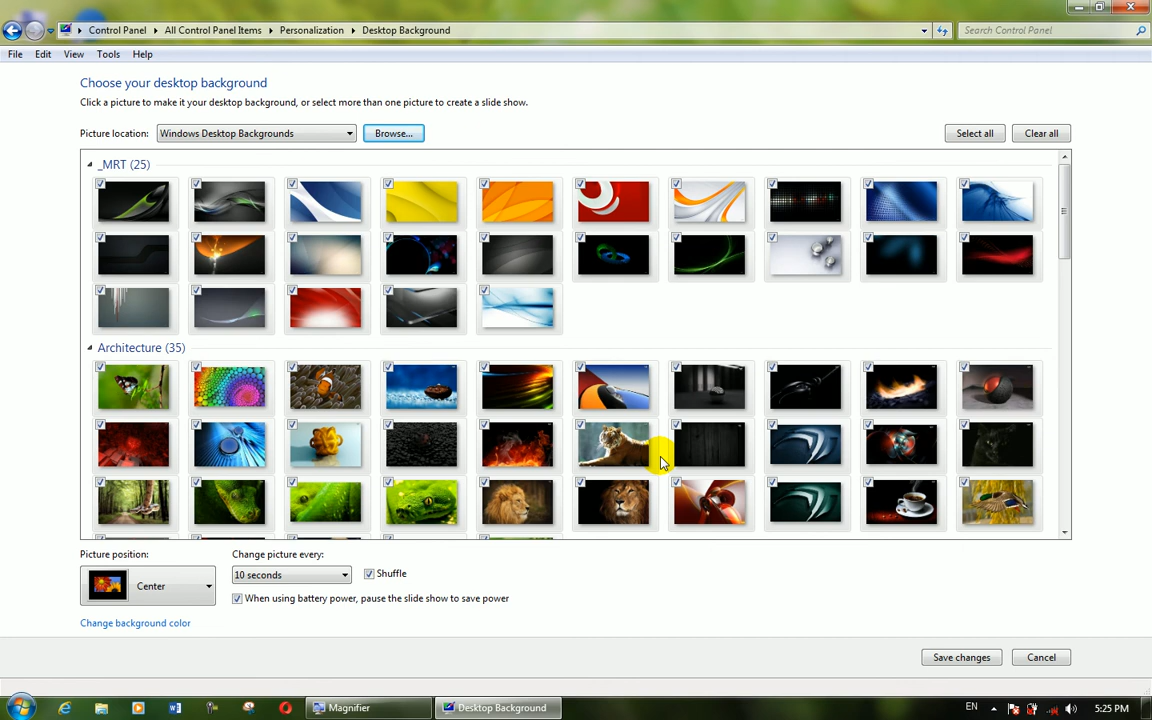 Control Panel All Control Panel Items Personalization Desktop Background Search Control Panel
File Edit View Tools Help
Choose your desktop background
Click a picture to make it your desktop background, or select more than one picture to create a slide show.
Picture location: Windows Desktop Backgrounds Browse... Select all Clear all
_MRT (25)
Architecture (35)
Picture position: Change picture every:
Center 10 seconds Shuffle
When using battery power, pause the slide show to save power
Change background color
Save changes Cancel
Magnifier Desktop Background EN 5:25 PM